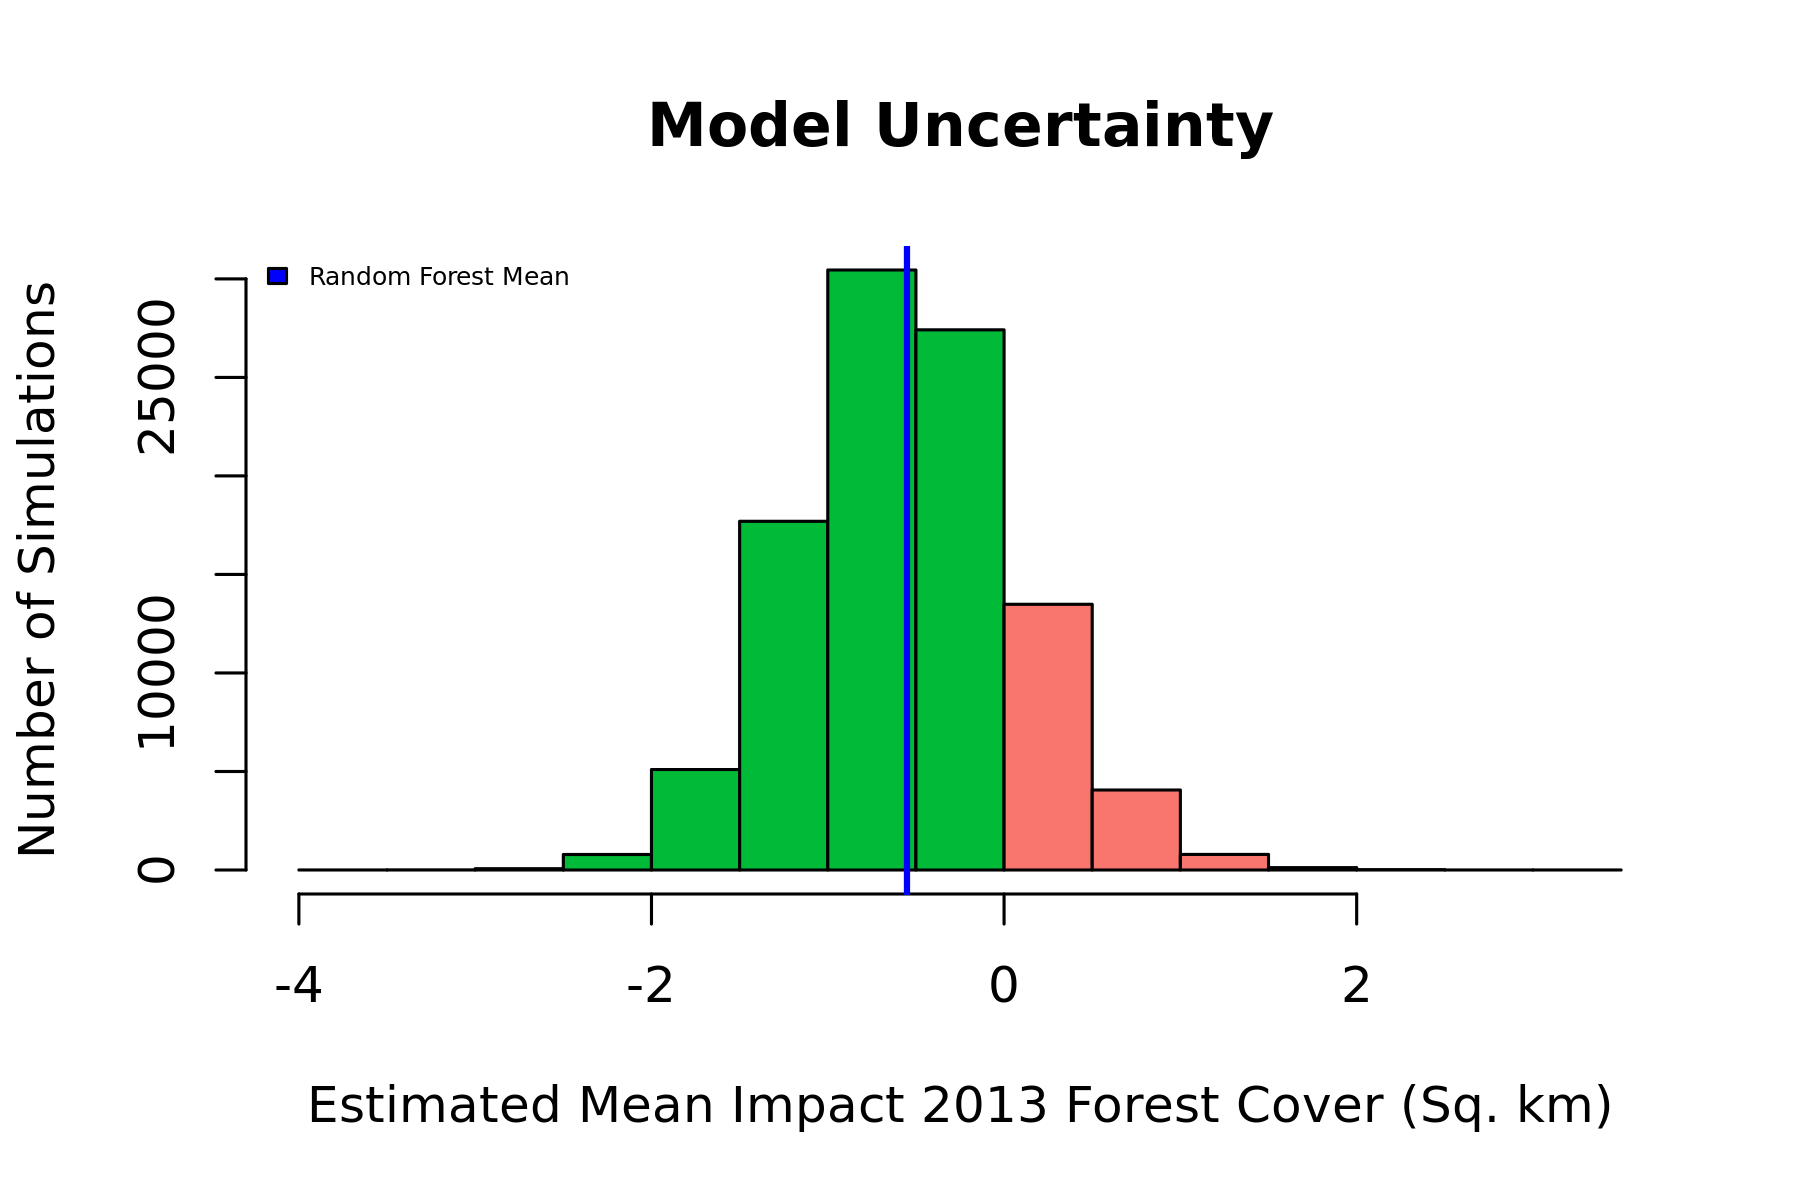 Model Uncertainty
Random Forest Mean
Number of Simulations
25000
10000
0
-4 -2 0 2
Estimated Mean Impact 2013 Forest Cover (Sq. km)